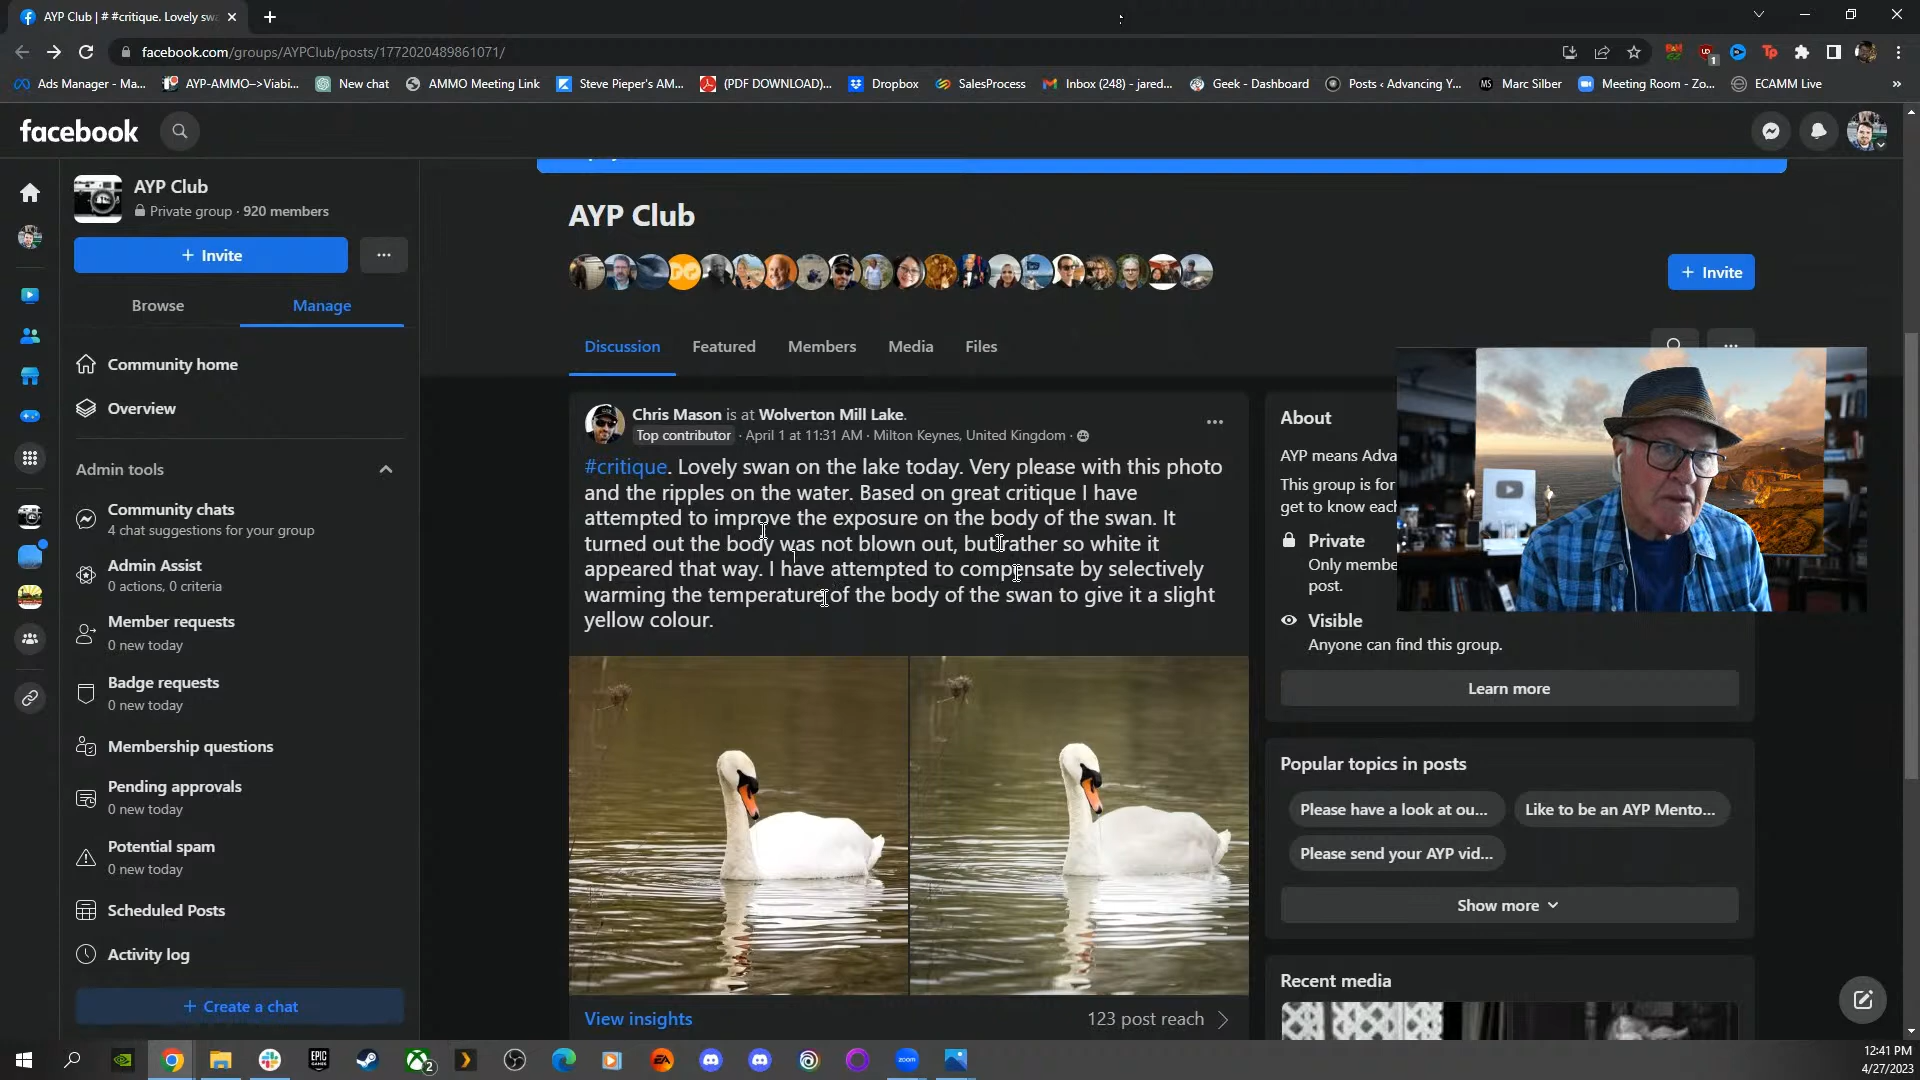 AYP Club | # #critique. Lovely swa
facebook.com/groups/AYPClub/posts/1772020489861071/
Ads Manager - Ma...
AYP-AMMO-->Viabi...
New chat
AMMO Meeting Link
Steve Pieper's AM...
(PDF DOWNLOAD)...
Dropbox
SalesProcess
Inbox (248) - jared...
Geek - Dashboard
Posts ‹ Advancing Y...
Marc Silber
Meeting Room - Zo...
ECAMM Live
facebook
AYP Club
Private group · 920 members
+ Invite
Browse
Manage
Community home
Overview
Admin tools
Community chats
4 chat suggestions for your group
Admin Assist
0 actions, 0 criteria
Member requests
0 new today
Badge requests
0 new today
Membership questions
Pending approvals
0 new today
Potential spam
0 new today
Scheduled Posts
Activity log
+ Create a chat
AYP Club
+ Invite
Discussion
Featured
Members
Media
Files
Chris Mason is at Wolverton Mill Lake.
Top contributor · April 1 at 11:31 AM · Milton Keynes, United Kingdom ·
#critique. Lovely swan on the lake today. Very please with this photo
and the ripples on the water. Based on great critique I have
attempted to improve the exposure on the body of the swan. It
turned out the body was not blown out, but rather so white it
appeared that way. I have attempted to compensate by selectively
warming the temperature of the body of the swan to give it a slight
yellow colour.
View insights
123 post reach
About
AYP means Adva
This group is for
get to know each
Private
Only membe
post.
Visible
Anyone can find this group.
Learn more
Popular topics in posts
Please have a look at ou...
Like to be an AYP Mento...
Please send your AYP vid...
Show more
Recent media
12:41 PM
4/27/2023